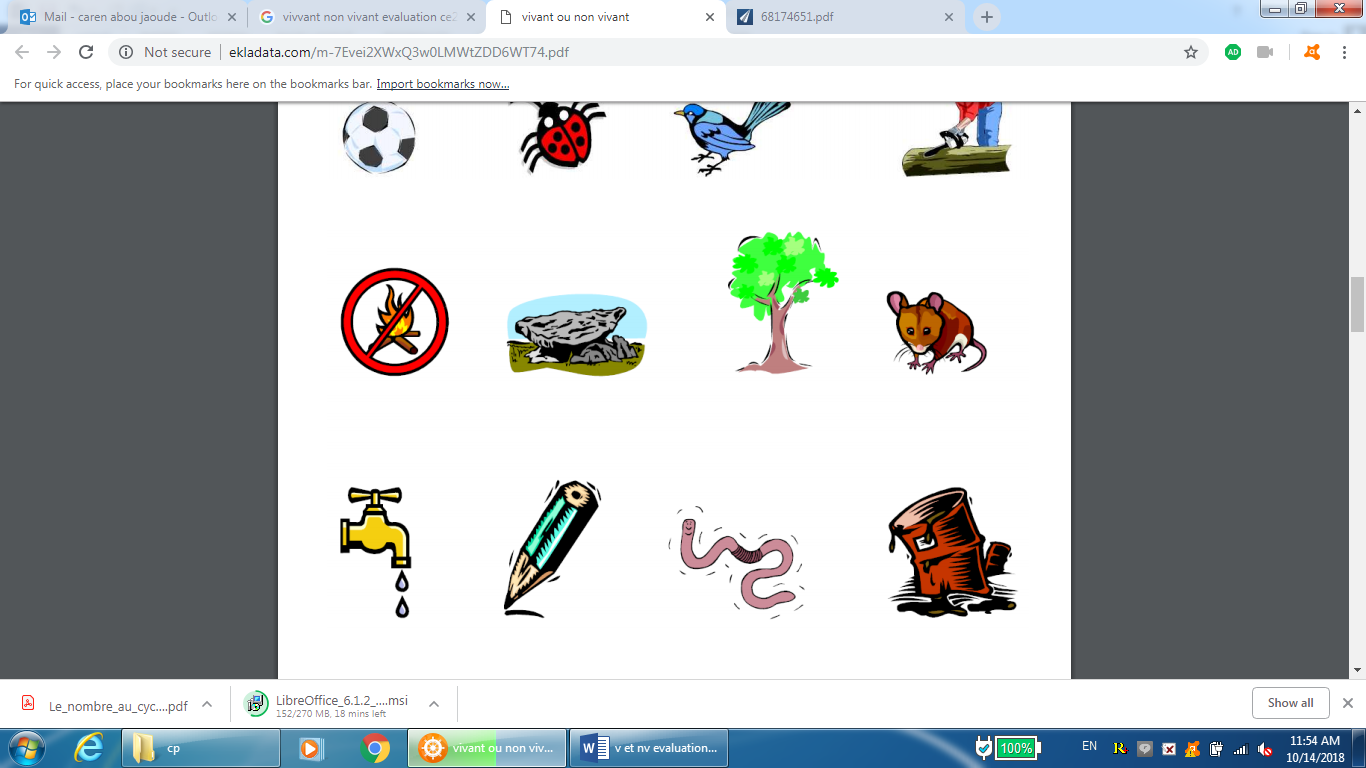 Mail - caren abou jaoude - Outlo
vivvant non vivant evaluation ce2
vivant ou non vivant
68174651.pdf
Not secure
ekladata.com/m-7Evei2XWxQ3w0LMWtZDD6WT74.pdf
AD
For quick access, place your bookmarks here on the bookmarks bar. Import bookmarks now...
Le_nombre_au_cyc....pdf
LibreOffice_6.1.2_....msi
152/270 MB, 18 mins left
Show all
cp
vivant ou non viv...
v et nv evaluation...
100%
EN
11:54 AM
10/14/2018